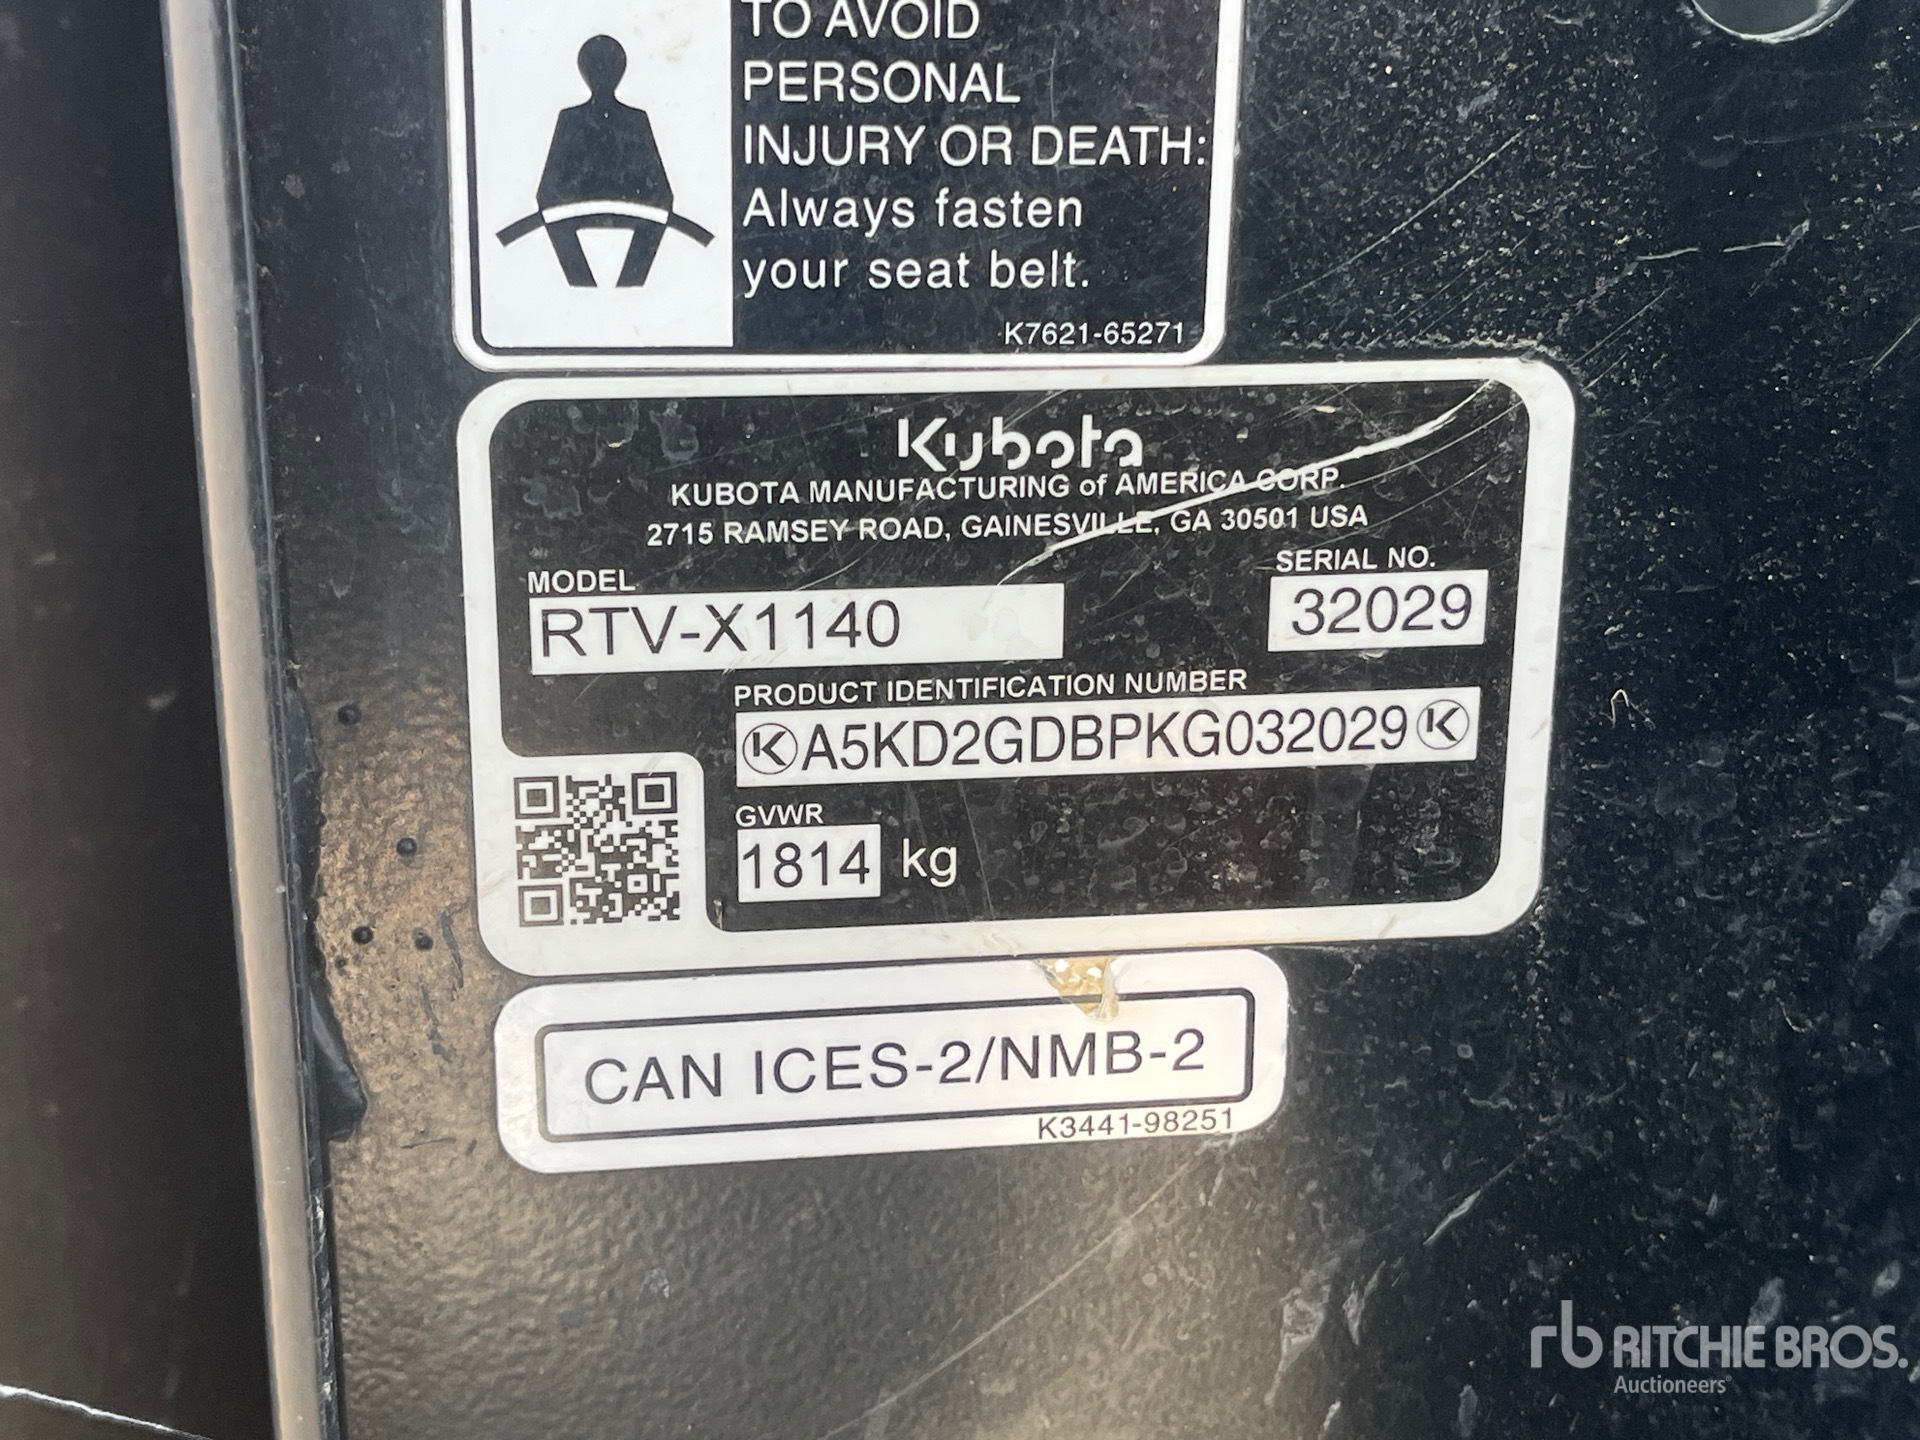 TO AVOID
PERSONAL
INJURY OR DEATH:
Always fasten
your seat belt.
K7621-65271
Kubota
KUBOTA MANUFACTURING of AMERICA CORP.
2715 RAMSEY ROAD, GAINESVILLE, GA 30501 USA
MODEL
RTV-X1140
SERIAL NO.
32029
PRODUCT IDENTIFICATION NUMBER
K A5KD2GDBPKG032029 K
GVWR
1814 kg
CAN ICES-2/NMB-2
K3441-98251
rb RITCHIE BROS.
Auctioneers